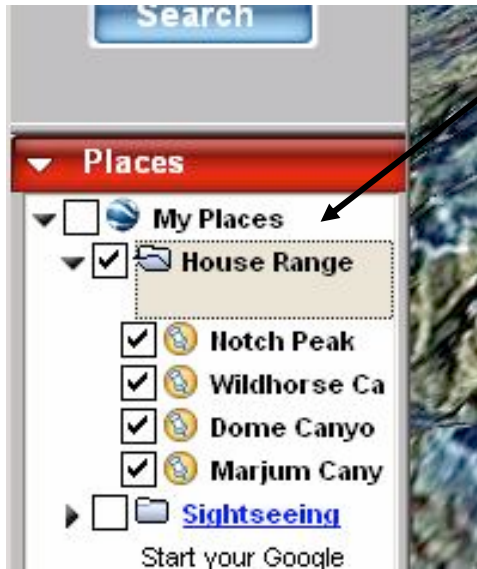 Search
Places
My Places
House Range
Notch Peak
Wildhorse Ca
Dome Canyo
Marjum Cany
Sightseeing
Start your Google